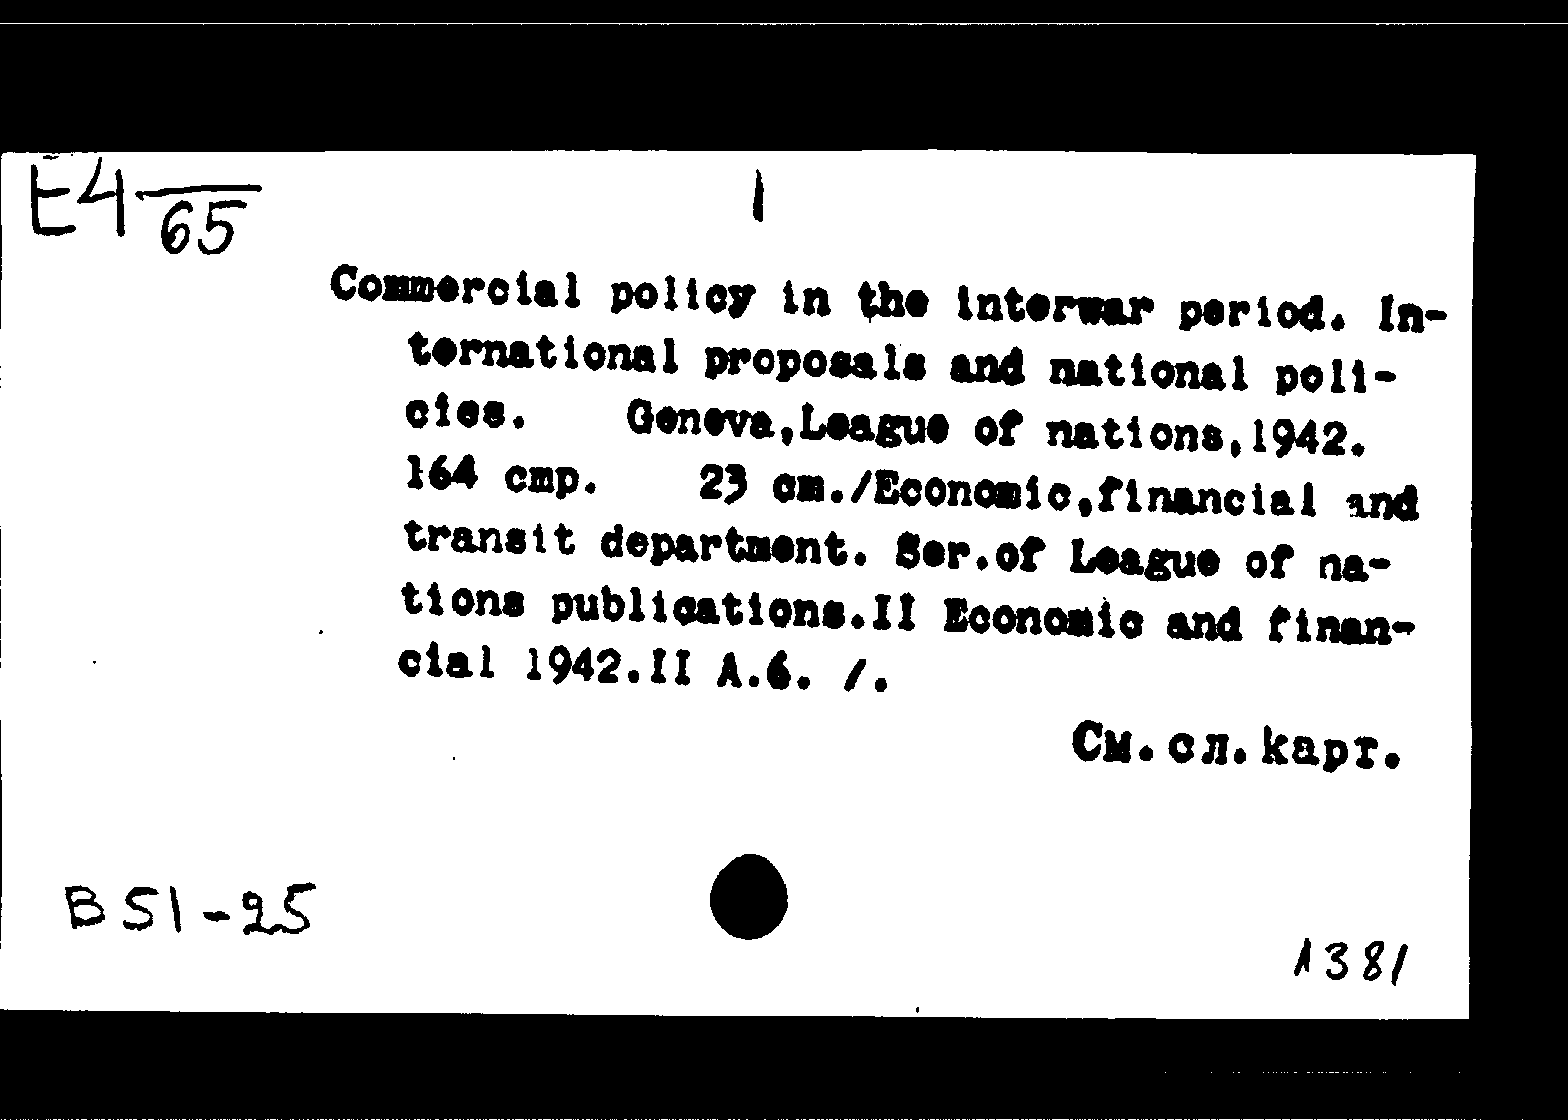 E4 65
I
Commercial policy in the interwar period. In-
ternational proposals and national poli-
cies. Geneva,League of nations,1942.
164 стр. 23 cm./Economic,financial and
transit department. Ser.of League of na-
tions publications.II Economic and finan-
cial 1942.II A.6. /.
См.сл.карт.
B51-25
1381